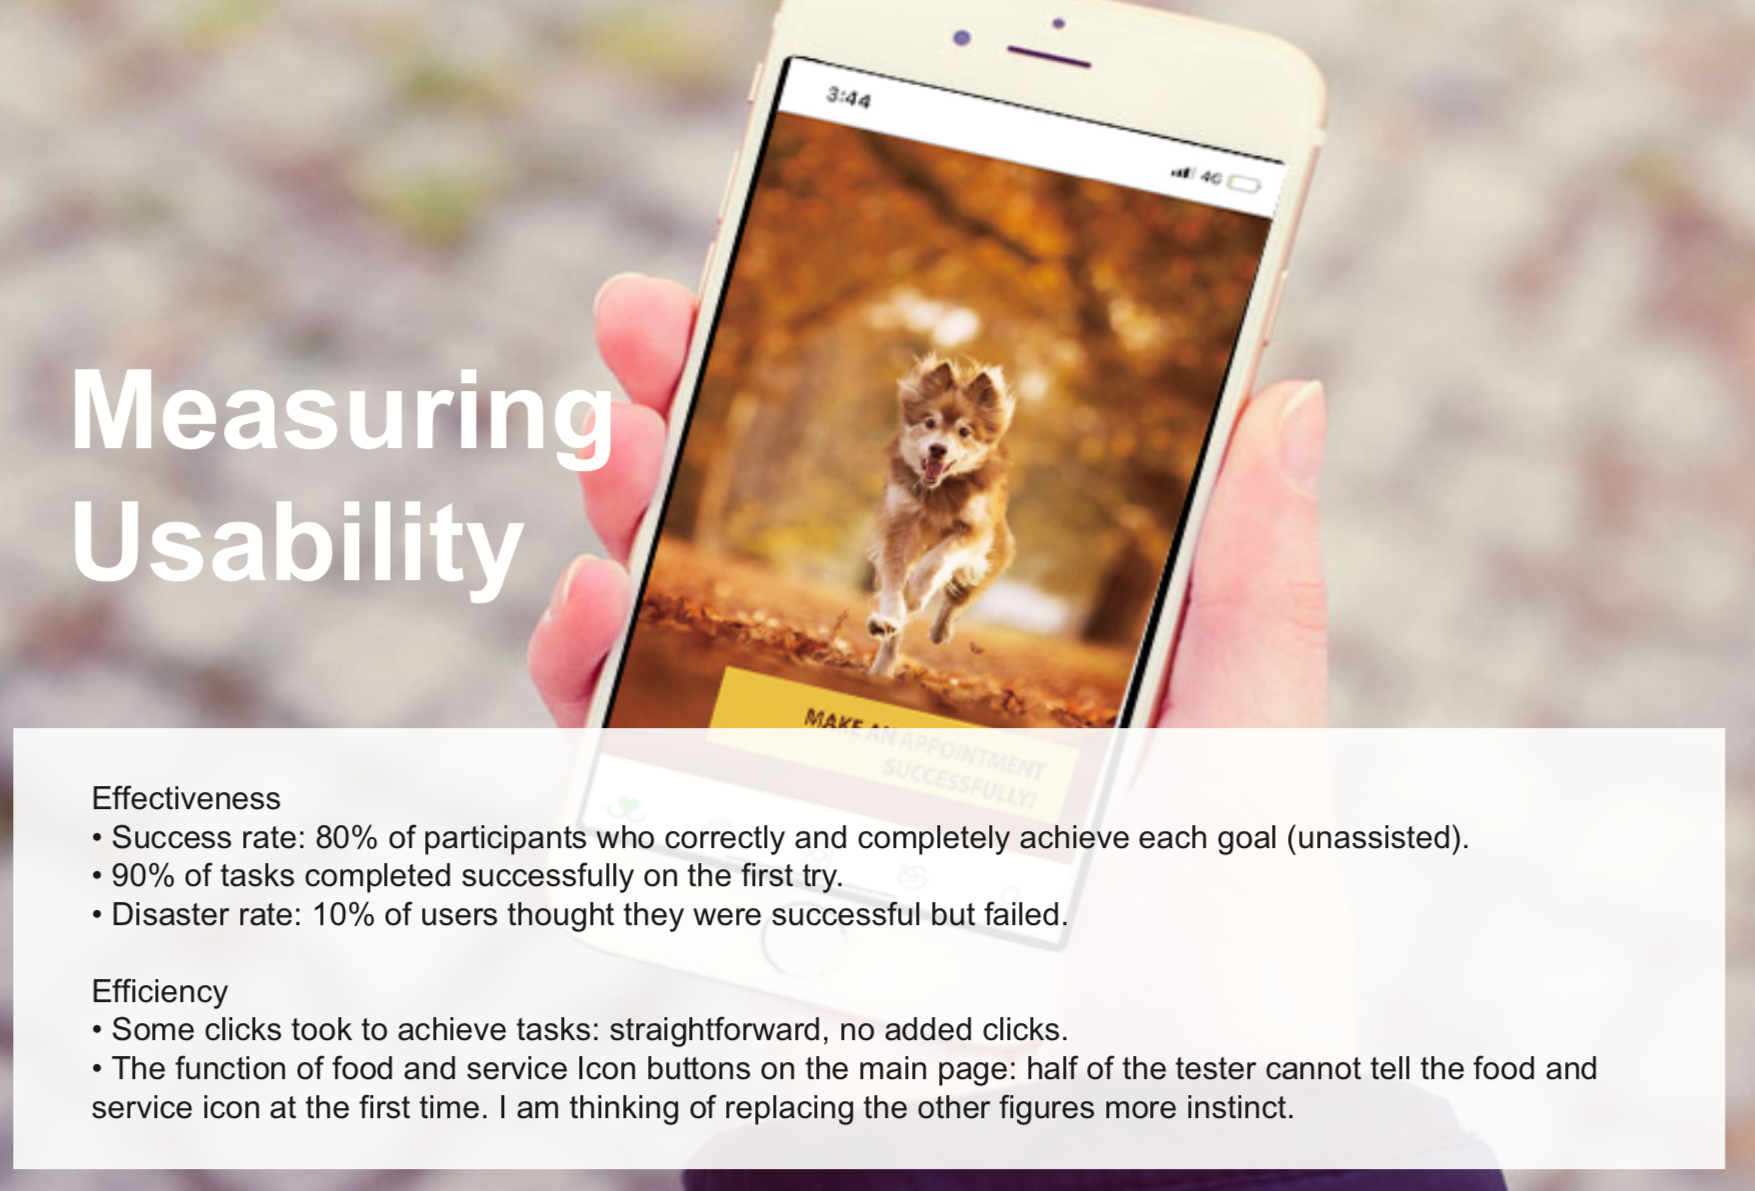 3:44
4G
Measuring
Usability
MAKE AN APPOINTMENT
SUCCESSFULLY!
Effectiveness
• Success rate: 80% of participants who correctly and completely achieve each goal (unassisted).
• 90% of tasks completed successfully on the first try.
• Disaster rate: 10% of users thought they were successful but failed.
Efficiency
• Some clicks took to achieve tasks: straightforward, no added clicks.
• The function of food and service Icon buttons on the main page: half of the tester cannot tell the food and
service icon at the first time. I am thinking of replacing the other figures more instinct.